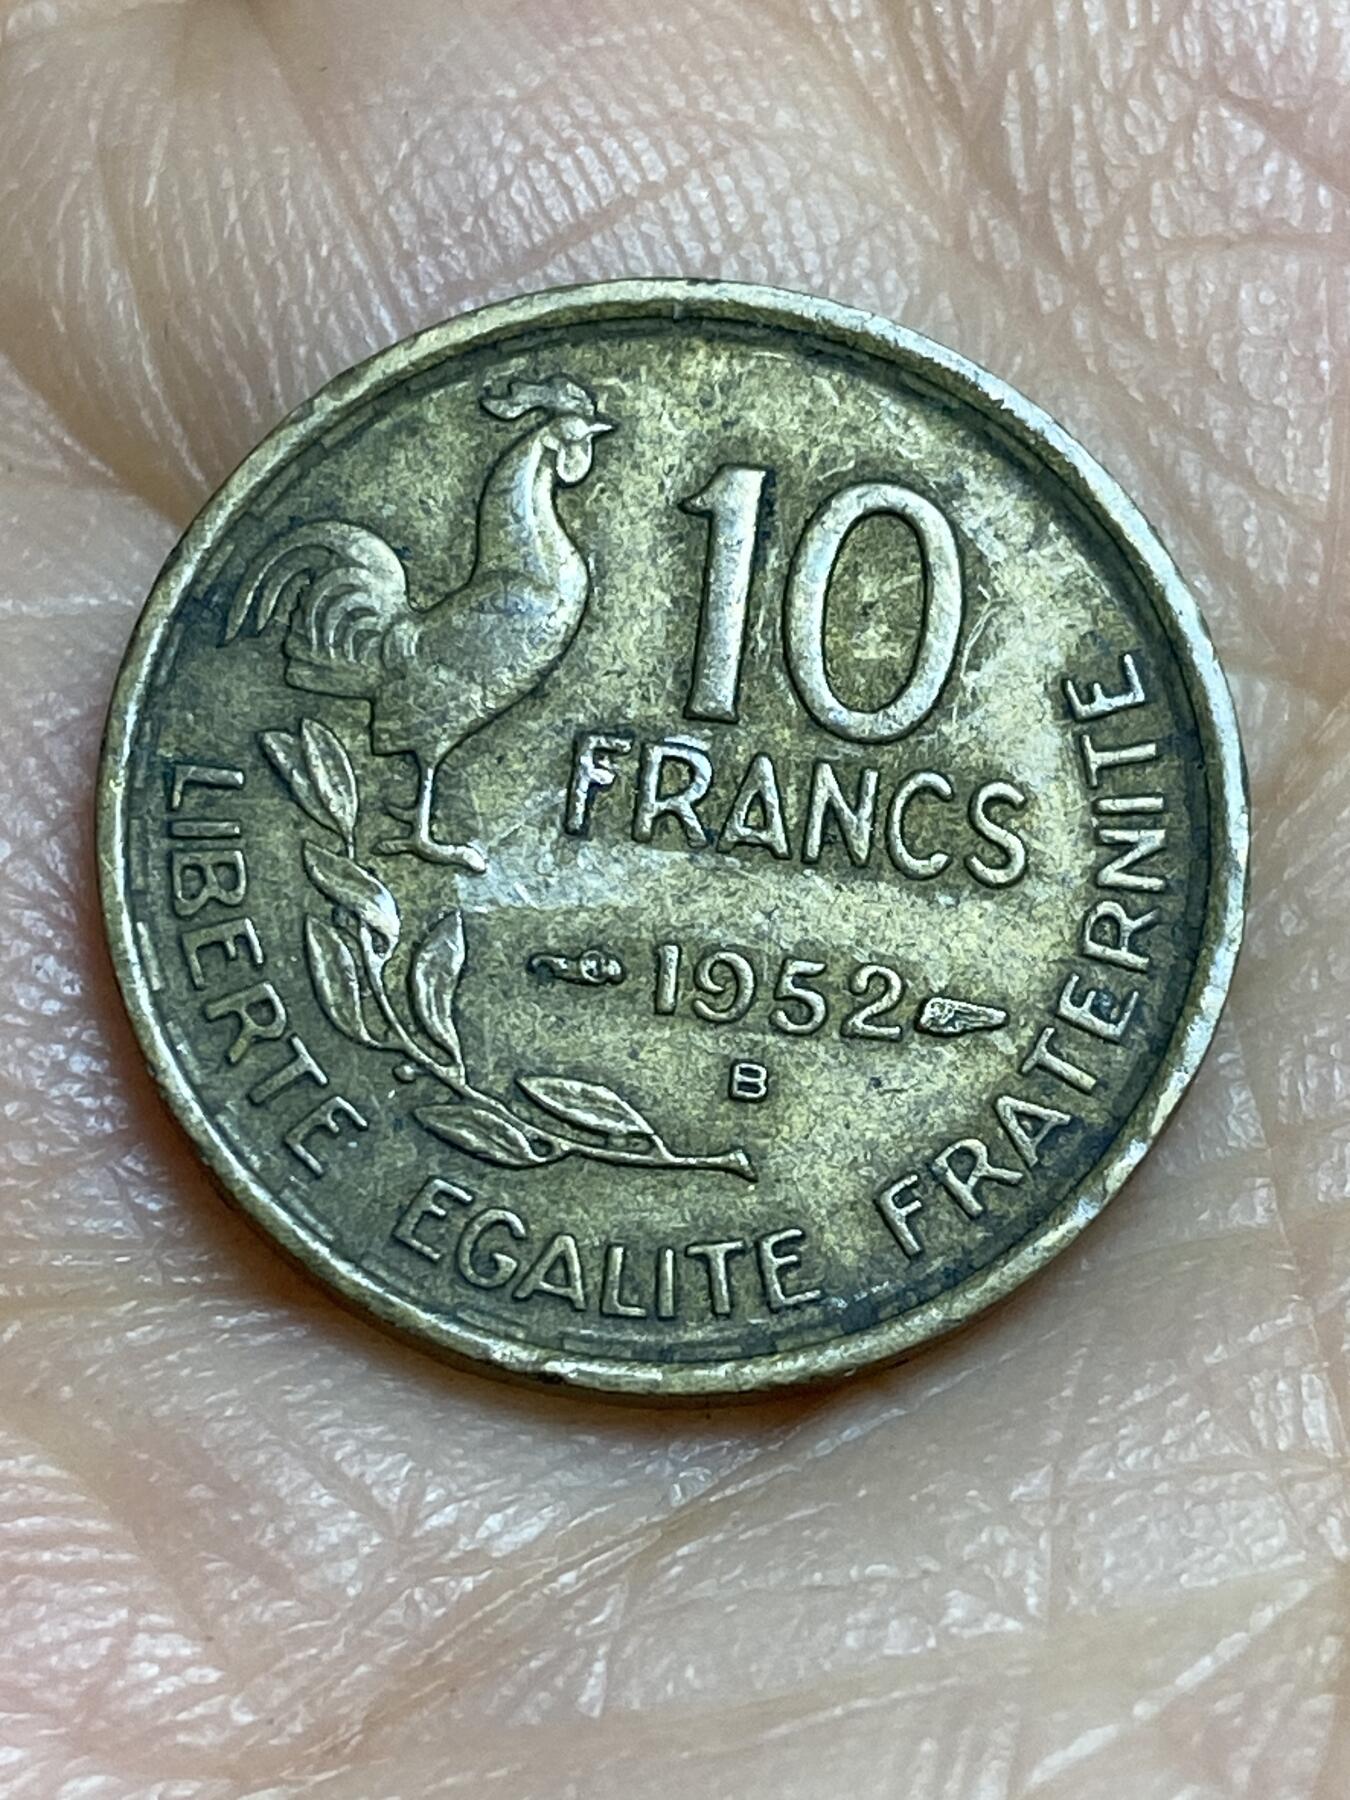 10
FRANCS
1952
B
LIBERTE EGALITE FRATERNITE